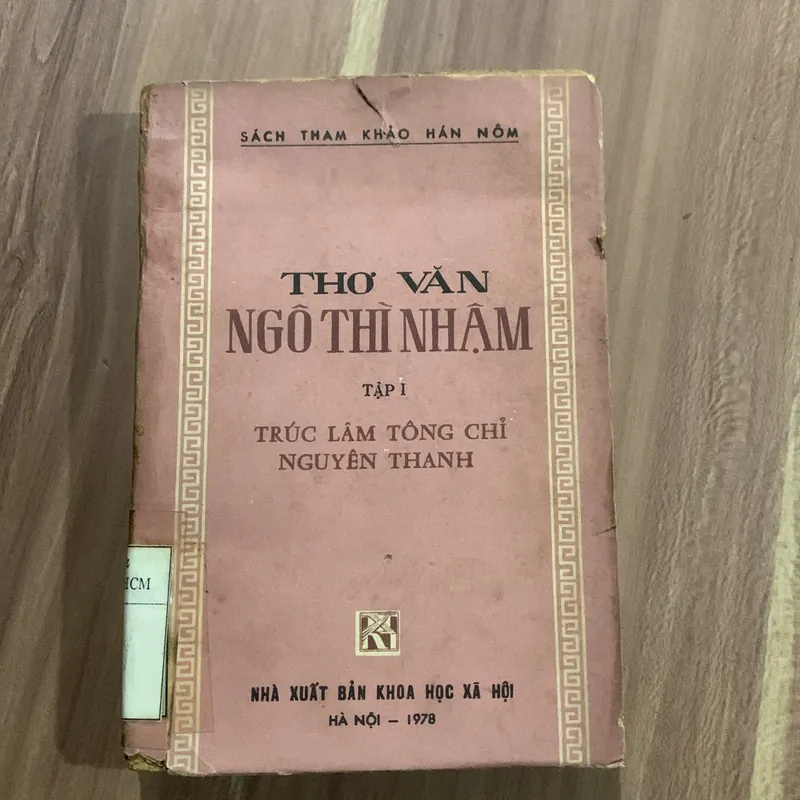 SÁCH THAM KHẢO HÁN NÔM
THƠ VĂN
NGÔ THÌ NHẬM
TẬP I
TRÚC LÂM TÔNG CHỈ
NGUYÊN THANH
HCM
NHÀ XUẤT BẢN KHOA HỌC XÃ HỘI
HÀ NỘI - 1978